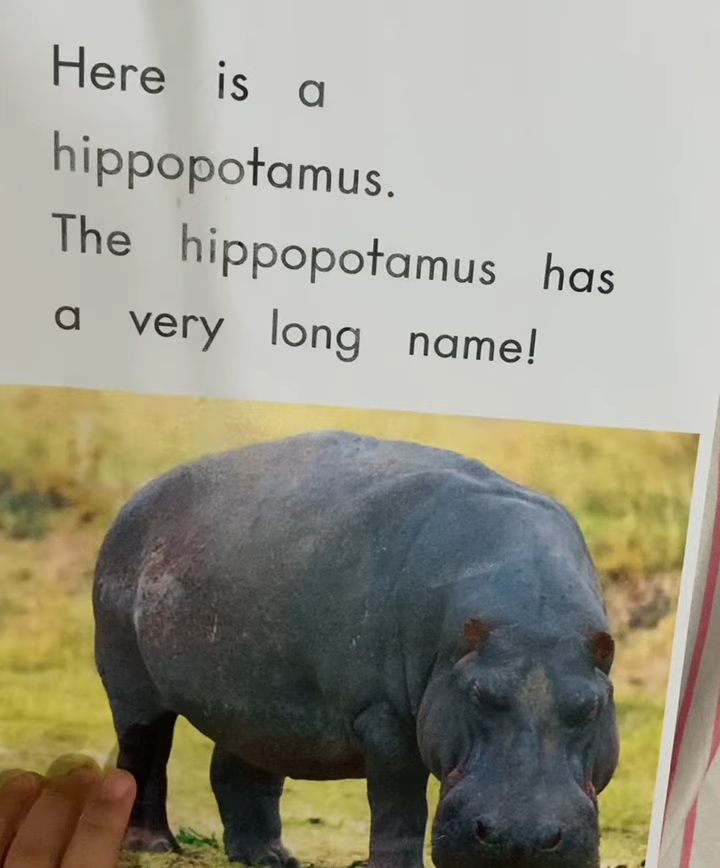 Here is a
hippopotamus.
The hippopotamus has
a very long name!